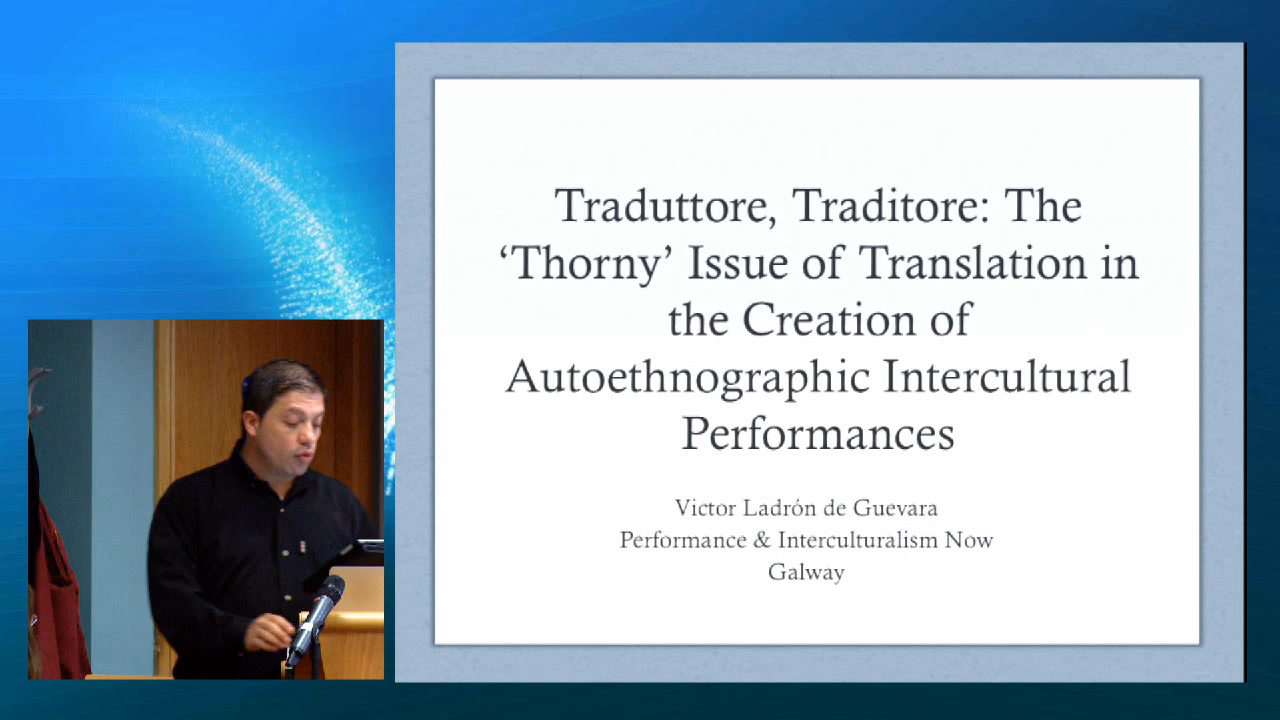 Traduttore, Traditore: The
‘Thorny’ Issue of Translation in
the Creation of
Autoethnographic Intercultural
Performances
Victor Ladrón de Guevara
Performance & Interculturalism Now
Galway